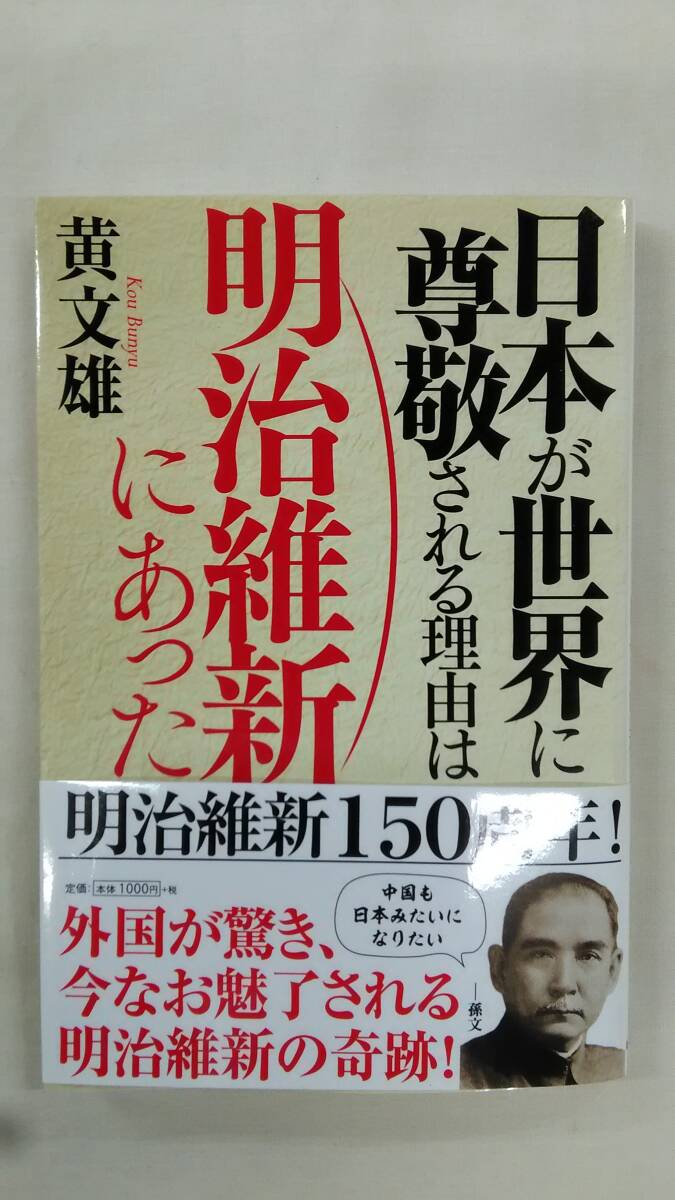 日本が世界に
尊敬される理由は
明治維新
にあった
黄文雄
Kou Bunyu
明治維新150周年!
定価:本体1000円+税
外国が驚き、
今なお魅了される
明治維新の奇跡!
中国も
日本みたいに
なりたい
―孫文